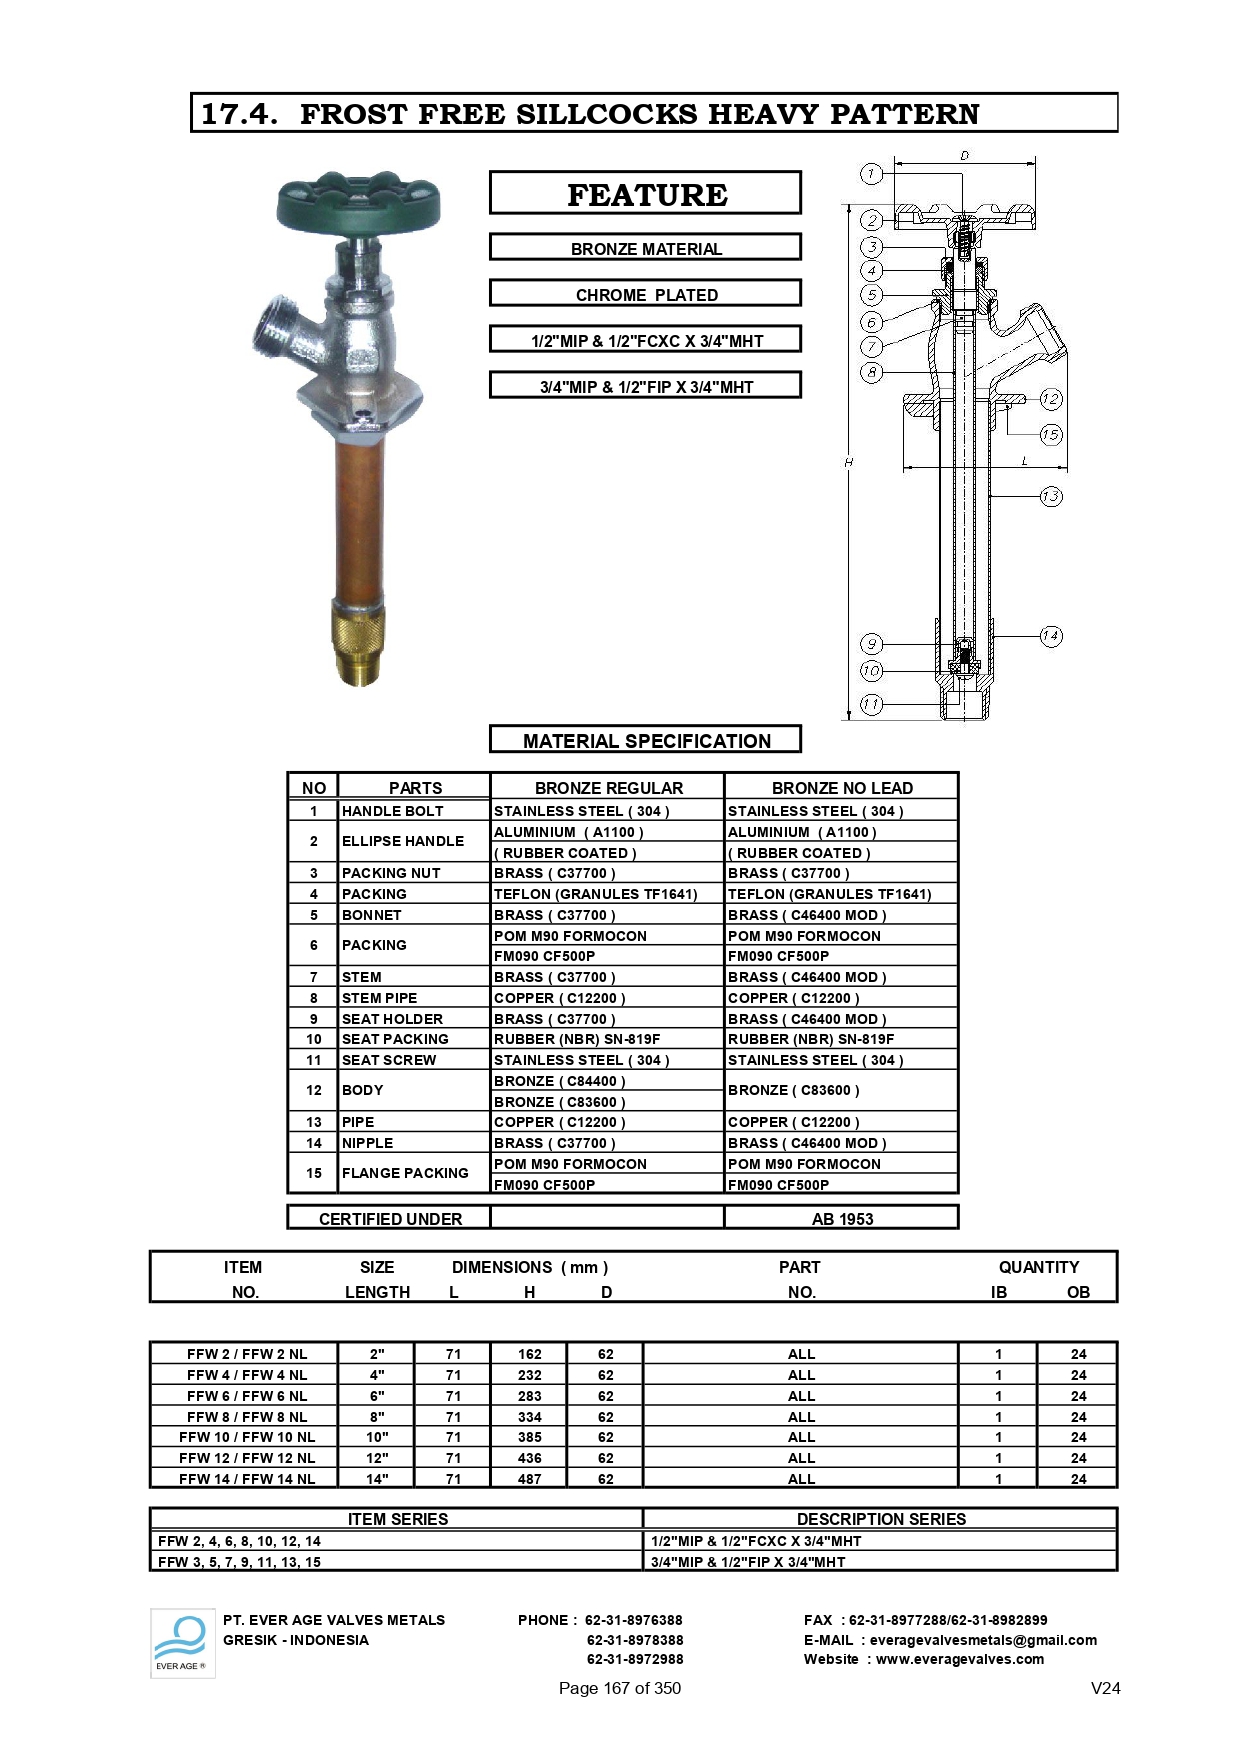 17.4. FROST FREE SILLCOCKS HEAVY PATTERN
FEATURE
BRONZE MATERIAL
CHROME PLATED
1/2"MIP & 1/2"FCXC X 3/4"MHT
3/4"MIP & 1/2"FIP X 3/4"MHT
D
1
2
3
4
5
6
7
8
12
15
L
H
13
9
14
10
11
MATERIAL SPECIFICATION
NO PARTS BRONZE REGULAR BRONZE NO LEAD
1 HANDLE BOLT STAINLESS STEEL ( 304 ) STAINLESS STEEL ( 304 )
2 ELLIPSE HANDLE ALUMINIUM ( A1100 ) ALUMINIUM ( A1100 )
( RUBBER COATED ) ( RUBBER COATED )
3 PACKING NUT BRASS ( C37700 ) BRASS ( C37700 )
4 PACKING TEFLON (GRANULES TF1641) TEFLON (GRANULES TF1641)
5 BONNET BRASS ( C37700 ) BRASS ( C46400 MOD )
6 PACKING POM M90 FORMOCON POM M90 FORMOCON
FM090 CF500P FM090 CF500P
7 STEM BRASS ( C37700 ) BRASS ( C46400 MOD )
8 STEM PIPE COPPER ( C12200 ) COPPER ( C12200 )
9 SEAT HOLDER BRASS ( C37700 ) BRASS ( C46400 MOD )
10 SEAT PACKING RUBBER (NBR) SN-819F RUBBER (NBR) SN-819F
11 SEAT SCREW STAINLESS STEEL ( 304 ) STAINLESS STEEL ( 304 )
12 BODY BRONZE ( C84400 ) BRONZE ( C83600 )
BRONZE ( C83600 )
13 PIPE COPPER ( C12200 ) COPPER ( C12200 )
14 NIPPLE BRASS ( C37700 ) BRASS ( C46400 MOD )
15 FLANGE PACKING POM M90 FORMOCON POM M90 FORMOCON
FM090 CF500P FM090 CF500P
CERTIFIED UNDER AB 1953
ITEM SIZE DIMENSIONS ( mm ) PART QUANTITY
NO. LENGTH L H D NO. IB OB
FFW 2 / FFW 2 NL 2" 71 162 62 ALL 1 24
FFW 4 / FFW 4 NL 4" 71 232 62 ALL 1 24
FFW 6 / FFW 6 NL 6" 71 283 62 ALL 1 24
FFW 8 / FFW 8 NL 8" 71 334 62 ALL 1 24
FFW 10 / FFW 10 NL 10" 71 385 62 ALL 1 24
FFW 12 / FFW 12 NL 12" 71 436 62 ALL 1 24
FFW 14 / FFW 14 NL 14" 71 487 62 ALL 1 24
ITEM SERIES DESCRIPTION SERIES
FFW 2, 4, 6, 8, 10, 12, 14 1/2"MIP & 1/2"FCXC X 3/4"MHT
FFW 3, 5, 7, 9, 11, 13, 15 3/4"MIP & 1/2"FIP X 3/4"MHT
PT. EVER AGE VALVES METALS PHONE : 62-31-8976388 FAX : 62-31-8977288/62-31-8982899
GRESIK - INDONESIA 62-31-8978388 E-MAIL : everagevalvesmetals@gmail.com
62-31-8972988 Website : www.everagevalves.com
EVER AGE ®
Page 167 of 350 V24